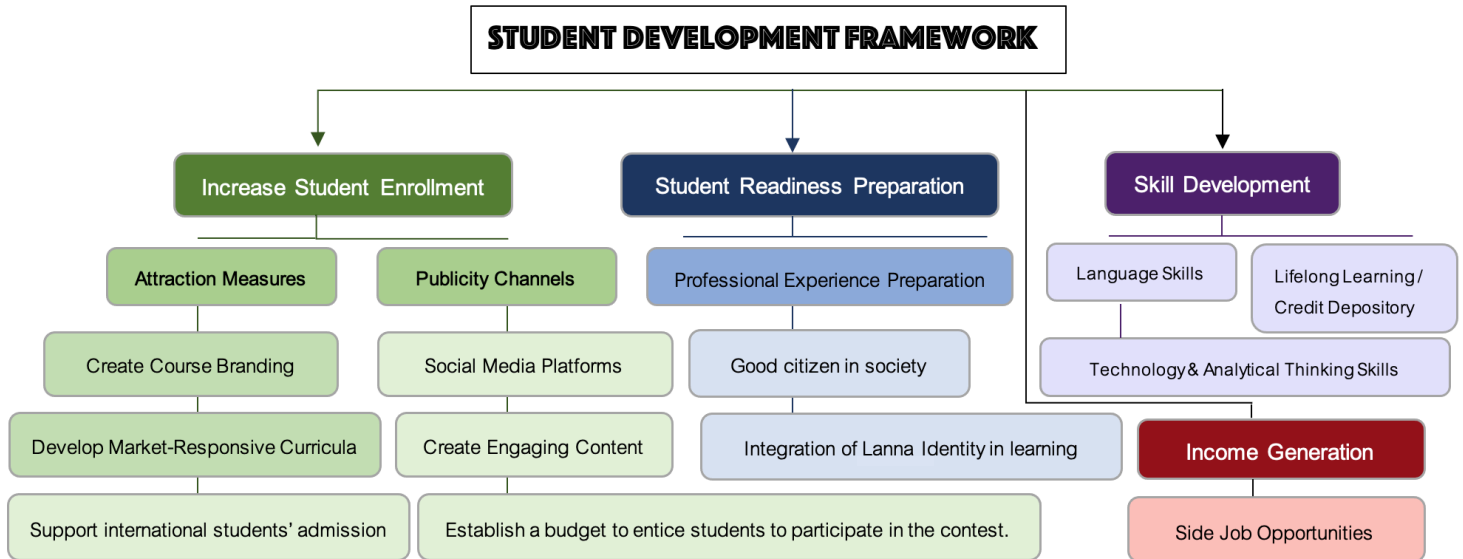 STUDENT DEVELOPMENT FRAMEWORK
Increase Student Enrollment
Student Readiness Preparation
Skill Development
Attraction Measures
Publicity Channels
Professional Experience Preparation
Language Skills
Lifelong Learning /
Credit Depository
Create Course Branding
Social Media Platforms
Good citizen in society
Technology & Analytical Thinking Skills
Develop Market-Responsive Curricula
Create Engaging Content
Integration of Lanna Identity in learning
Income Generation
Support international students’ admission
Establish a budget to entice students to participate in the contest.
Side Job Opportunities